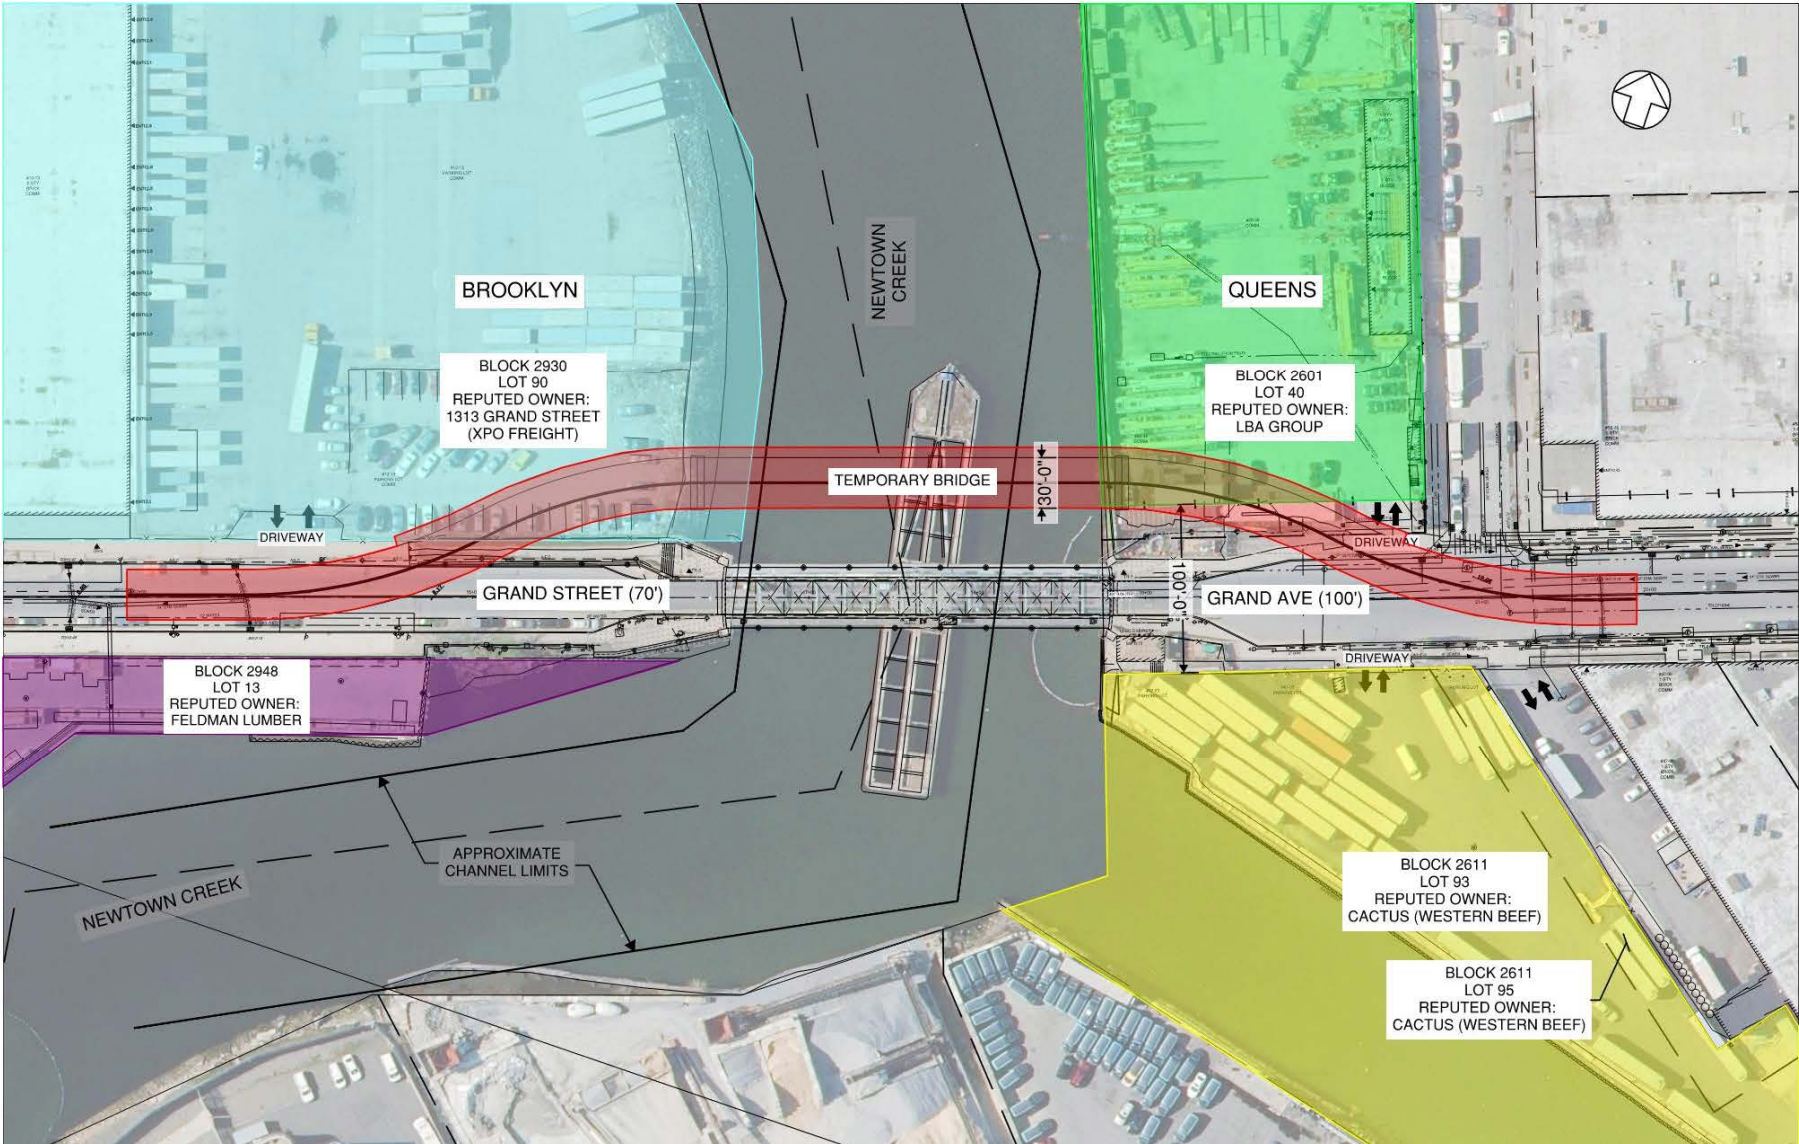 BROOKLYN
BLOCK 2930
LOT 90
REPUTED OWNER:
1313 GRAND STREET
(XPO FREIGHT)
NEWTOWN
CREEK
QUEENS
BLOCK 2601
LOT 40
REPUTED OWNER:
LBA GROUP
TEMPORARY BRIDGE
30'-0"
DRIVEWAY
DRIVEWAY
GRAND STREET (70')
100'-0"
GRAND AVE (100')
BLOCK 2948
LOT 13
REPUTED OWNER:
FELDMAN LUMBER
DRIVEWAY
APPROXIMATE
CHANNEL LIMITS
NEWTOWN CREEK
BLOCK 2611
LOT 93
REPUTED OWNER:
CACTUS (WESTERN BEEF)
BLOCK 2611
LOT 95
REPUTED OWNER:
CACTUS (WESTERN BEEF)